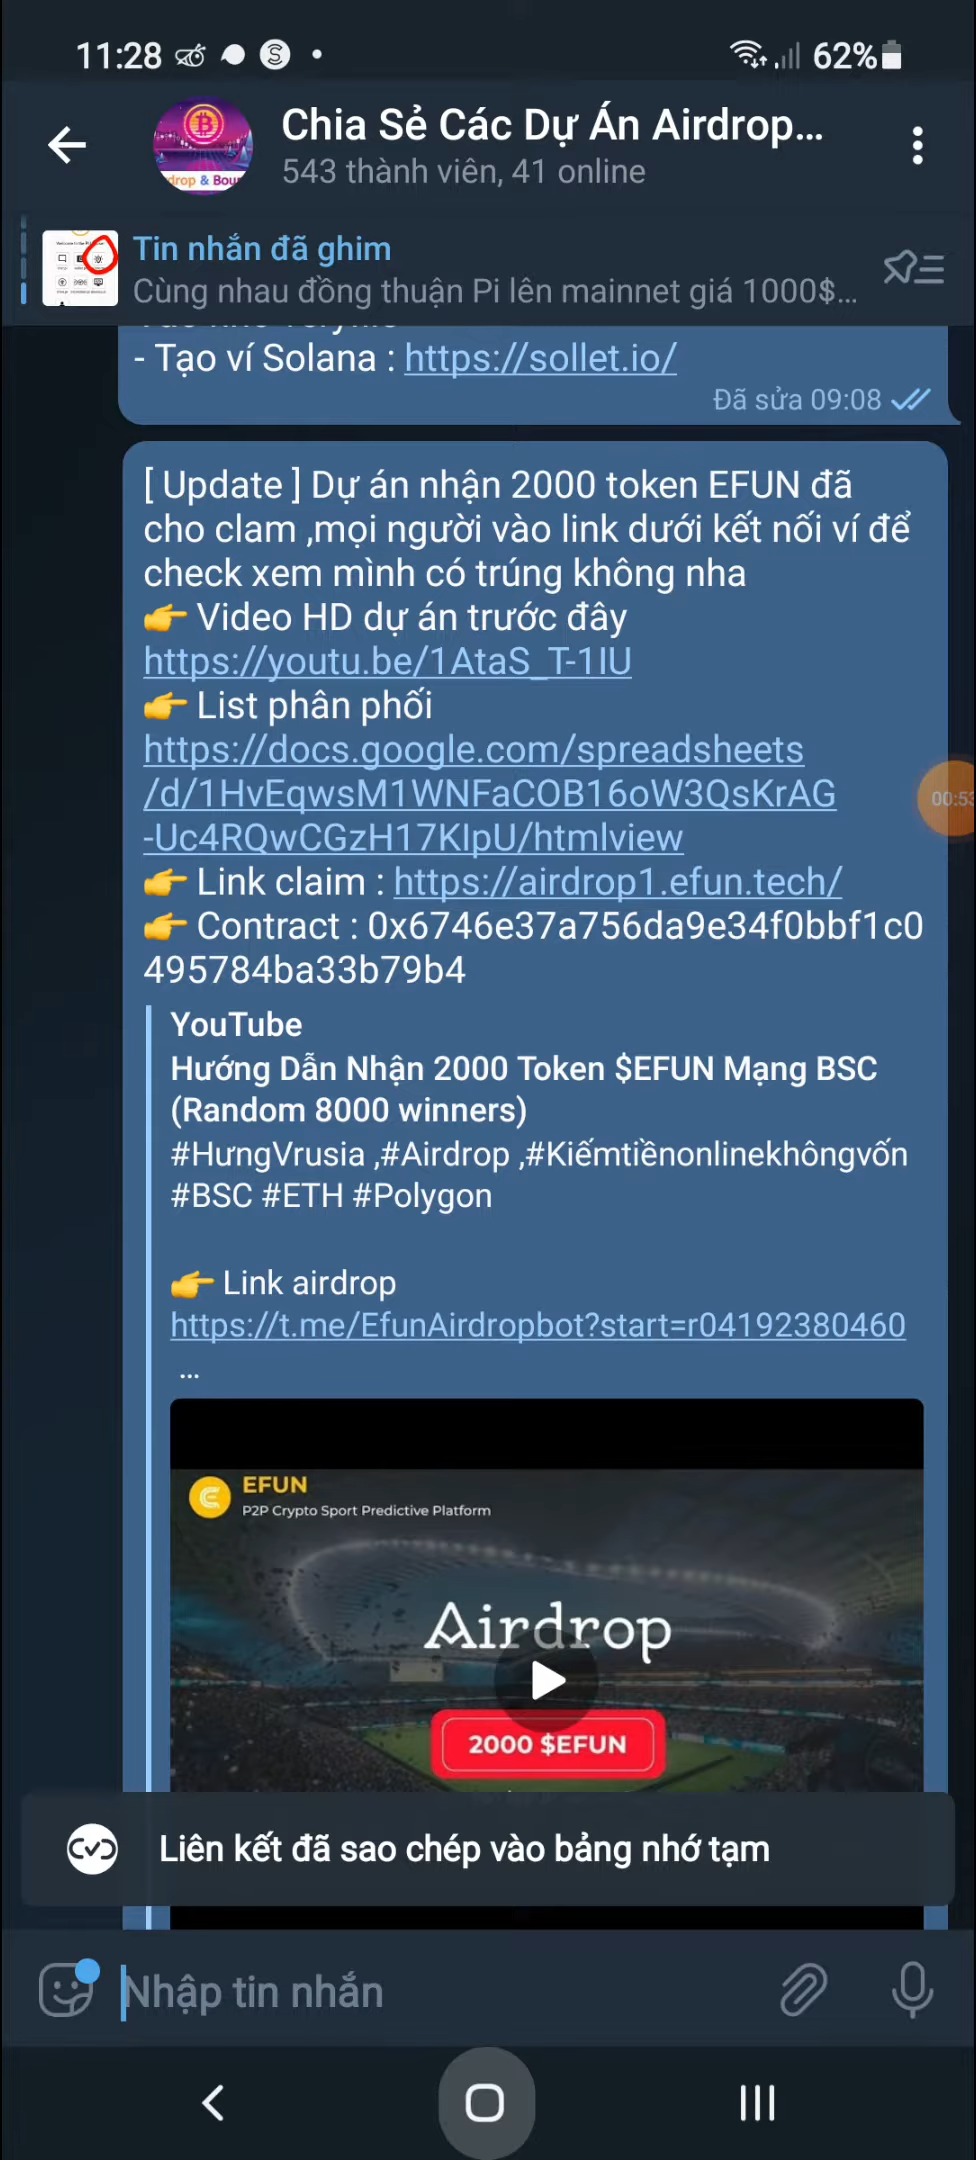 11:28
62%
Chia Sẻ Các Dự Án Airdrop...
543 thành viên, 41 online
drop & Bou
Tin nhắn đã ghim
Cùng nhau đồng thuận Pi lên mainnet giá 1000$...
- Tạo ví Solana : https://sollet.io/
Đã sửa 09:08
[ Update ] Dự án nhận 2000 token EFUN đã
cho clam ,mọi người vào link dưới kết nối ví để
check xem mình có trúng không nha
👉 Video HD dự án trước đây
https://youtu.be/1AtaS_T-1IU
👉 List phân phối
https://docs.google.com/spreadsheets
/d/1HvEqwsM1WNFaCOB16oW3QsKrAG
-Uc4RQwCGzH17KIpU/htmlview
00:53
👉 Link claim : https://airdrop1.efun.tech/
👉 Contract : 0x6746e37a756da9e34f0bbf1c0
495784ba33b79b4
YouTube
Hướng Dẫn Nhận 2000 Token $EFUN Mạng BSC
(Random 8000 winners)
#HưngVrusia ,#Airdrop ,#Kiếmtiềnonlinekhôngvốn
#BSC #ETH #Polygon
👉 Link airdrop
https://t.me/EfunAirdropbot?start=r04192380460
...
EFUN
P2P Crypto Sport Predictive Platform
Airdrop
2000 $EFUN
Liên kết đã sao chép vào bảng nhớ tạm
Nhập tin nhắn